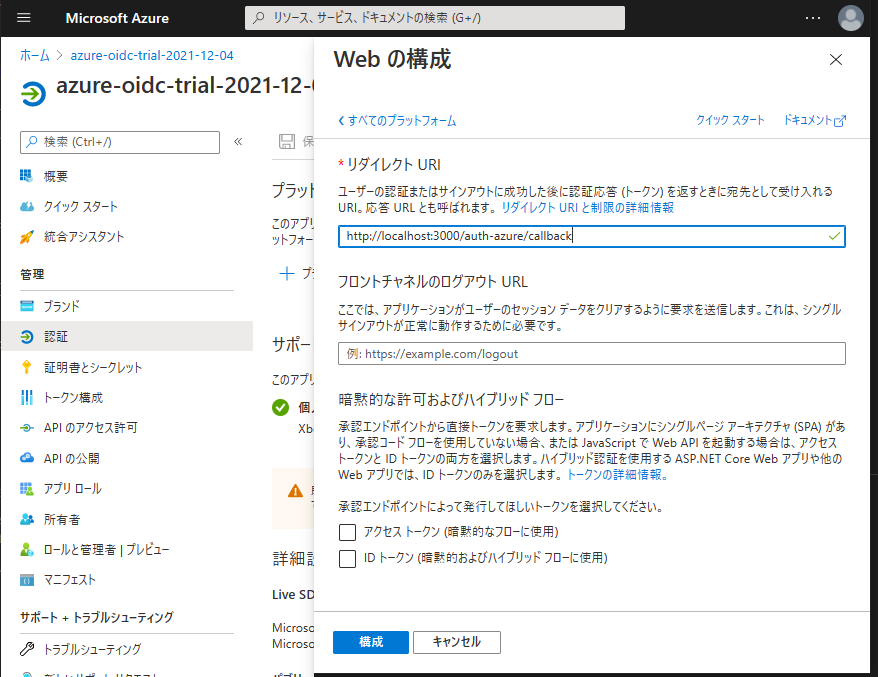 Microsoft Azure
リソース、サービス、ドキュメントの検索 (G+/)
ホーム > azure-oidc-trial-2021-12-04
azure-oidc-trial-2021-12-
検索 (Ctrl+/)
概要
クイック スタート
統合アシスタント
管理
ブランド
認証
証明書とシークレット
トークン構成
API のアクセス許可
API の公開
アプリ ロール
所有者
ロールと管理者 | プレビュー
マニフェスト
サポート + トラブルシューティング
トラブルシューティング
新しいサポート リクエスト
保
プラット
このアプリ
ットフォー
プ
サポー
このアプ
個
Xb
詳細設
Live SD
Microso
Microso
Web の構成
すべてのプラットフォーム
クイック スタート
ドキュメント
* リダイレクト URI
ユーザーの認証またはサインアウトに成功した後に認証応答 (トークン) を返すときに宛先として受け入れる
URI。応答 URL とも呼ばれます。 リダイレクト URI と制限の詳細情報
http://localhost:3000/auth-azure/callback
フロントチャネルのログアウト URL
ここでは、アプリケーションがユーザーのセッション データをクリアするように要求を送信します。これは、シングル
サインアウトが正常に動作するために必要です。
例: https://example.com/logout
暗黙的な許可およびハイブリッド フロー
承認エンドポイントから直接トークンを要求します。アプリケーションにシングルページ アーキテクチャ (SPA) があ
り、承認コード フローを使用していない場合、または JavaScript で Web API を起動する場合は、アクセス
トークンと ID トークンの両方を選択します。ハイブリッド認証を使用する ASP.NET Core Web アプリや他の
Web アプリでは、ID トークンのみを選択します。 トークンの詳細情報。
承認エンドポイントによって発行してほしいトークンを選択してください。
アクセス トークン (暗黙的なフローに使用)
ID トークン (暗黙的およびハイブリッド フローに使用)
構成
キャンセル